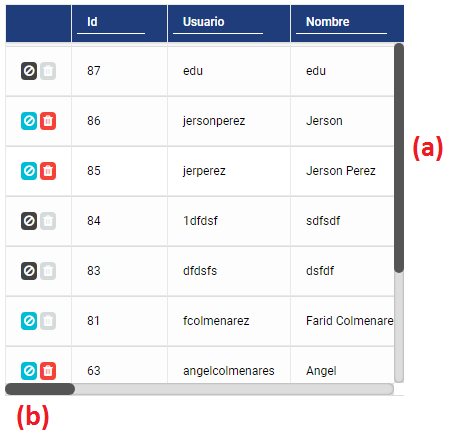 Id Usuario Nombre
87 edu edu
86 jersonperez Jerson
(a)
85 jerperez Jerson Perez
84 1dfdsf sdfsdf
83 dfdsfs dsfdf
81 fcolmenarez Farid Colmenare
63 angelcolmenares Angel
(b)